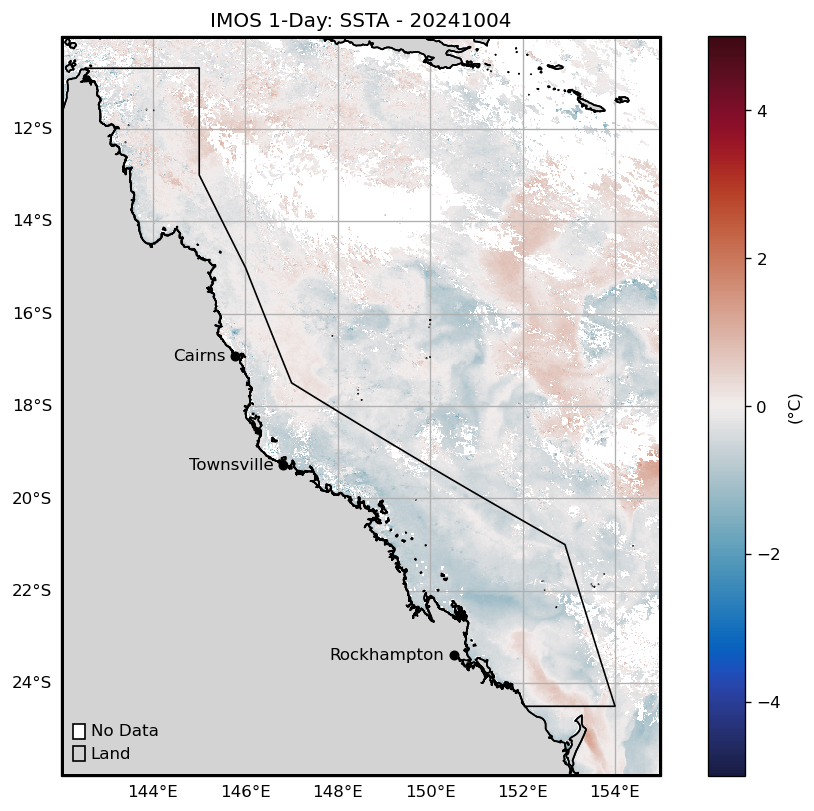 IMOS 1-Day: SSTA - 20241004
12°S
14°S
16°S
18°S
20°S
22°S
24°S
Cairns
Townsville
Rockhampton
No Data
Land
144°E 146°E 148°E 150°E 152°E 154°E
4
2
0
−2
−4
(°C)